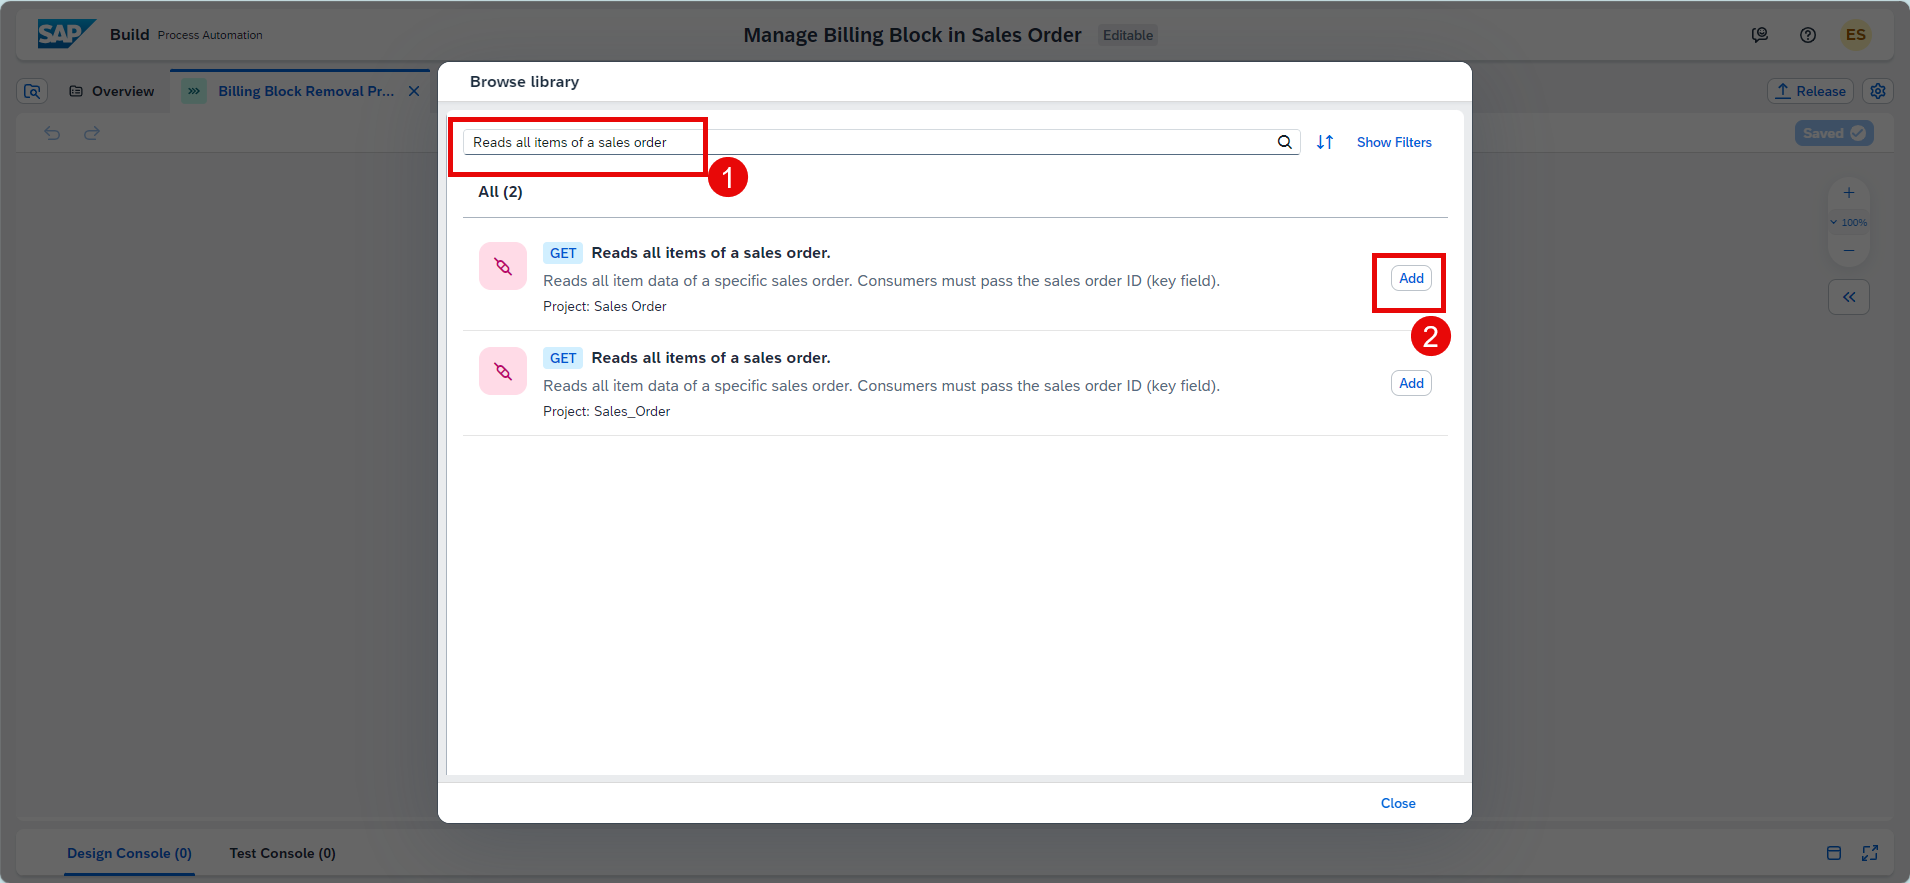 SAP Build Process Automation
Manage Billing Block in Sales Order Editable
ES
Overview
Billing Block Removal Pr...
Release
Saved
Browse library
Reads all items of a sales order
Show Filters
1
All (2)
GET Reads all items of a sales order.
Reads all item data of a specific sales order. Consumers must pass the sales order ID (key field).
Project: Sales Order
Add
2
GET Reads all items of a sales order.
Reads all item data of a specific sales order. Consumers must pass the sales order ID (key field).
Project: Sales_Order
Add
100%
Close
Design Console (0)
Test Console (0)